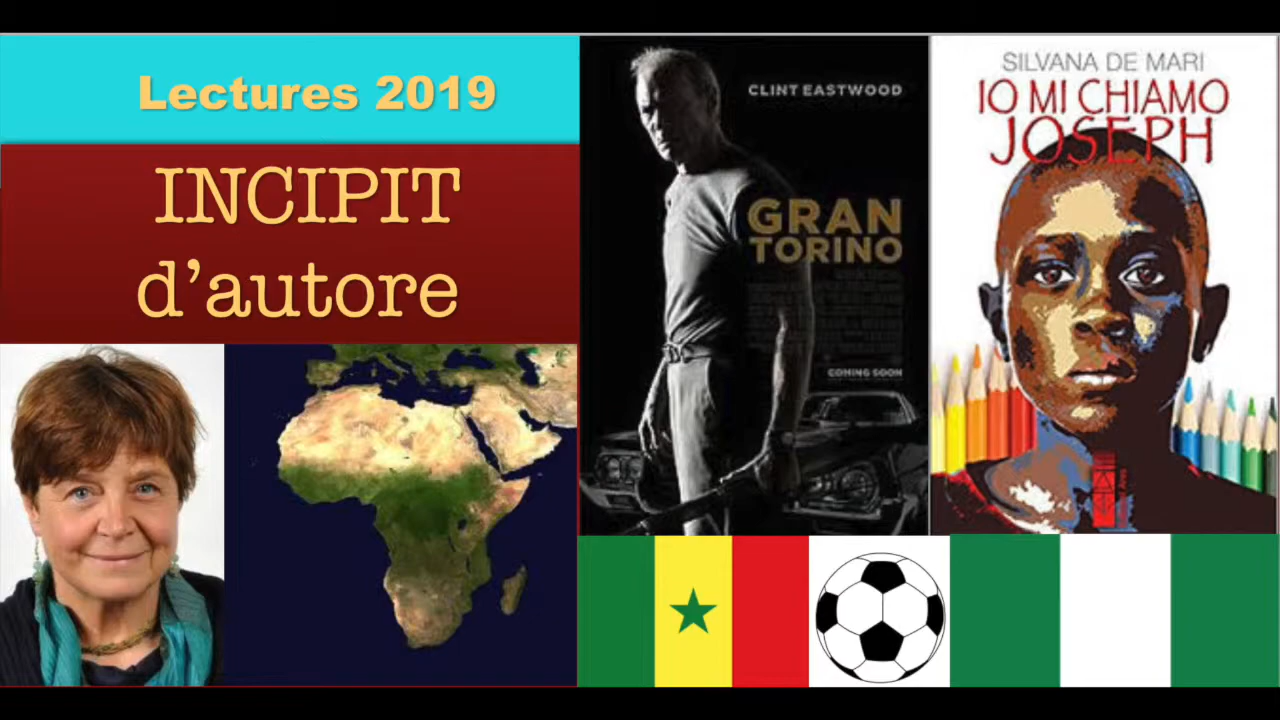 Lectures 2019
INCIPIT
d'autore
CLINT EASTWOOD
GRAN
TORINO
COMING SOON
SILVANA DE MARI
IO MI CHIAMO
JOSEPH